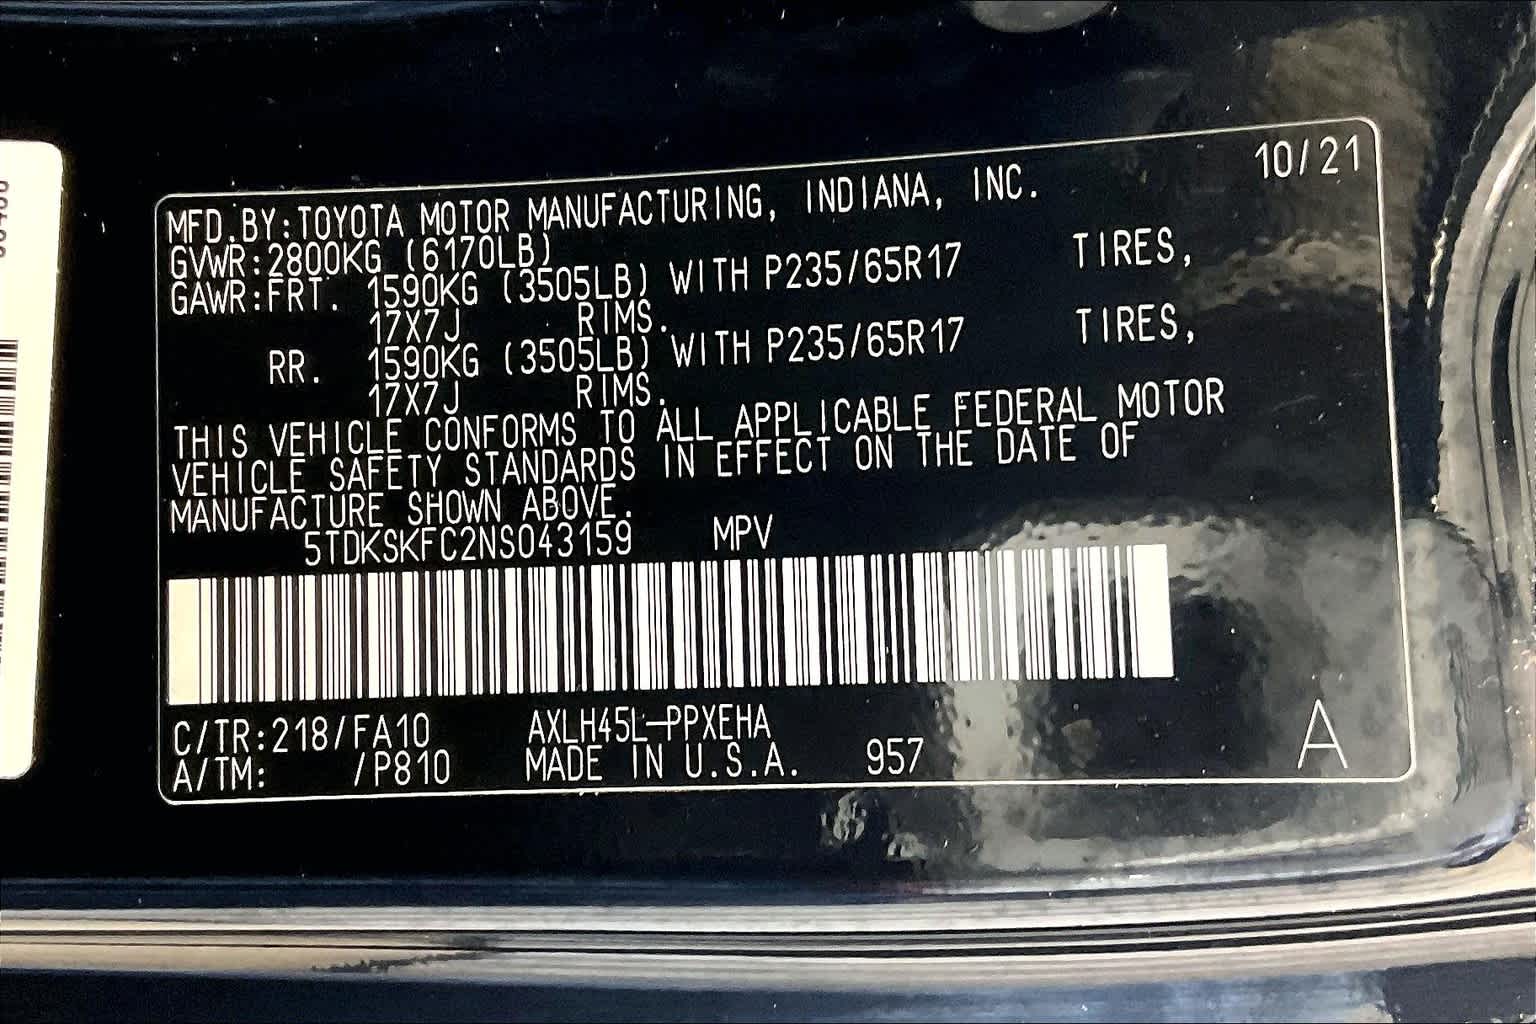 MFD.BY:TOYOTA MOTOR MANUFACTURING, INDIANA, INC. 10/21
GVWR:2800KG (6170LB)
GAWR:FRT. 1590KG (3505LB) WITH P235/65R17 TIRES,
17X7J RIMS.
RR. 1590KG (3505LB) WITH P235/65R17 TIRES,
17X7J RIMS.
THIS VEHICLE CONFORMS TO ALL APPLICABLE FEDERAL MOTOR
VEHICLE SAFETY STANDARDS IN EFFECT ON THE DATE OF
MANUFACTURE SHOWN ABOVE.
5TDKSKFC2NS043159 MPV
C/TR:218/FA10 AXLH45L-PPXEHA
A/TM: /P810 MADE IN U.S.A. 957 A